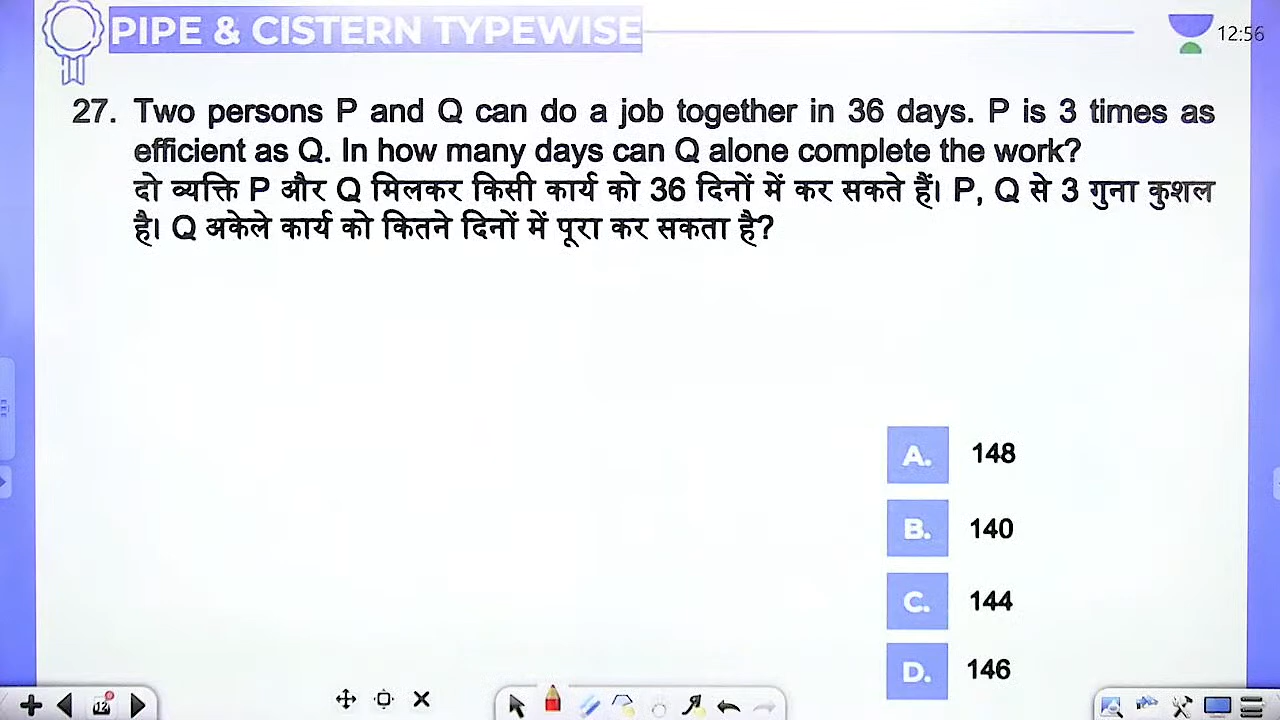 PIPE & CISTERN TYPEWISE
12:56
27. Two persons P and Q can do a job together in 36 days. P is 3 times as
efficient as Q. In how many days can Q alone complete the work?
दो व्यक्ति P और Q मिलकर किसी कार्य को 36 दिनों में कर सकते हैं। P, Q से 3 गुना कुशल
है। Q अकेले कार्य को कितने दिनों में पूरा कर सकता है?
A. 148
B. 140
C. 144
D. 146
12